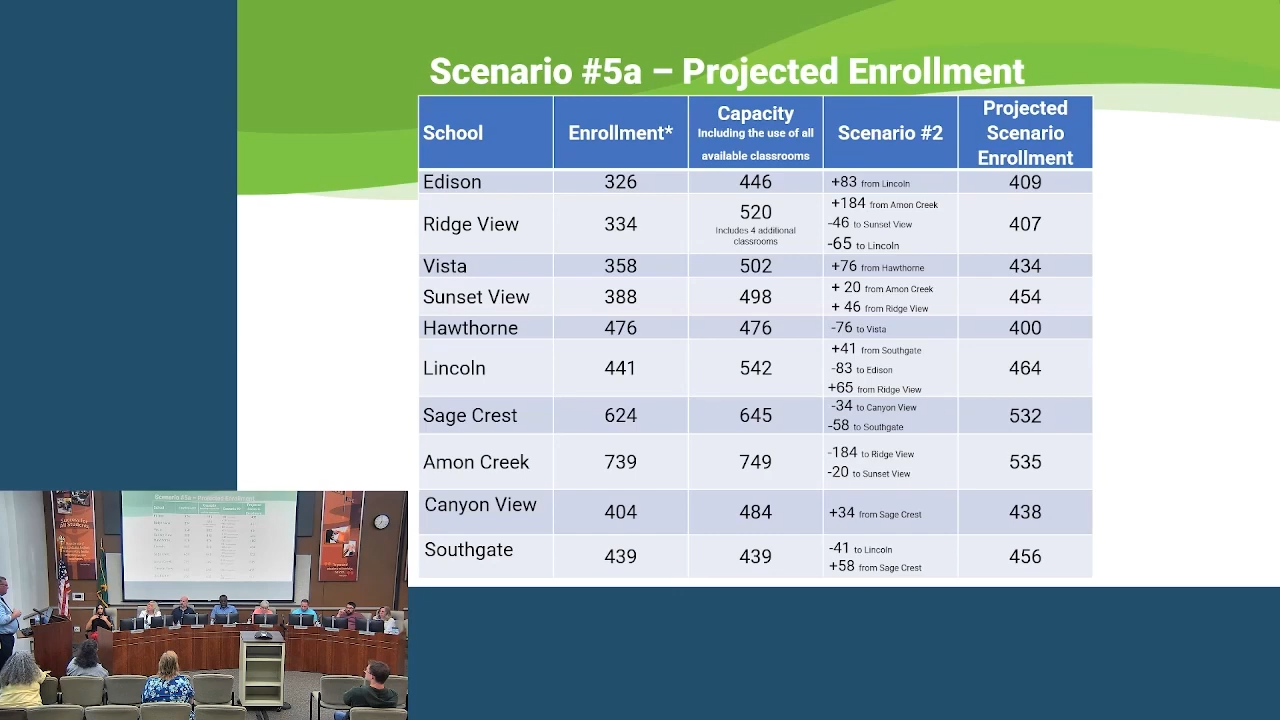 Scenario #5a – Projected Enrollment
School
Enrollment*
Capacity
Including the use of all
available classrooms
Scenario #2
Projected
Scenario
Enrollment
Edison
326
446
+83 from Lincoln
409
Ridge View
334
520
Includes 4 additional
classrooms
+184 from Amon Creek
-46 to Sunset View
-65 to Lincoln
407
Vista
358
502
+76 from Hawthorne
434
Sunset View
388
498
+ 20 from Amon Creek
+ 46 from Ridge View
454
Hawthorne
476
476
-76 to Vista
400
Lincoln
441
542
+41 from Southgate
-83 to Edison
+65 from Ridge View
464
Sage Crest
624
645
-34 to Canyon View
-58 to Southgate
532
Amon Creek
739
749
-184 to Ridge View
-20 to Sunset View
535
Canyon View
404
484
+34 from Sage Crest
438
Southgate
439
439
-41 to Lincoln
+58 from Sage Crest
456
Scenario #5a – Projected Enrollment